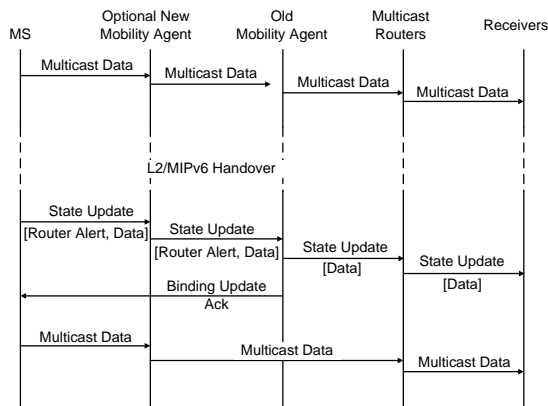 MS
Optional New
Mobility Agent
Old
Mobility Agent
Multicast
Routers
Receivers
Multicast Data
Multicast Data
Multicast Data
Multicast Data
L2/MIPv6 Handover
State Update
[Router Alert, Data]
State Update
[Router Alert, Data]
State Update
[Data]
State Update
[Data]
Binding Update
Ack
Multicast Data
Multicast Data
Multicast Data